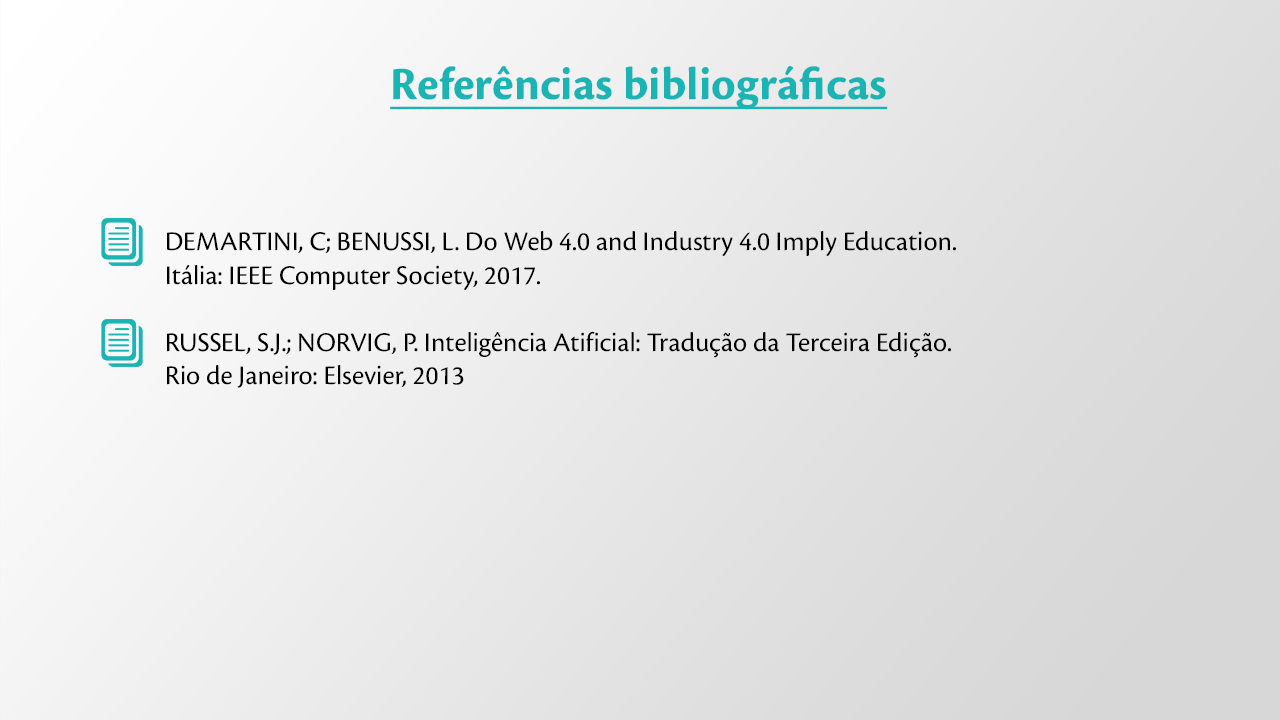 Referências bibliográficas
DEMARTINI, C; BENUSSI, L. Do Web 4.0 and Industry 4.0 Imply Education.
Itália: IEEE Computer Society, 2017.
RUSSEL, S.J.; NORVIG, P. Inteligência Atificial: Tradução da Terceira Edição.
Rio de Janeiro: Elsevier, 2013